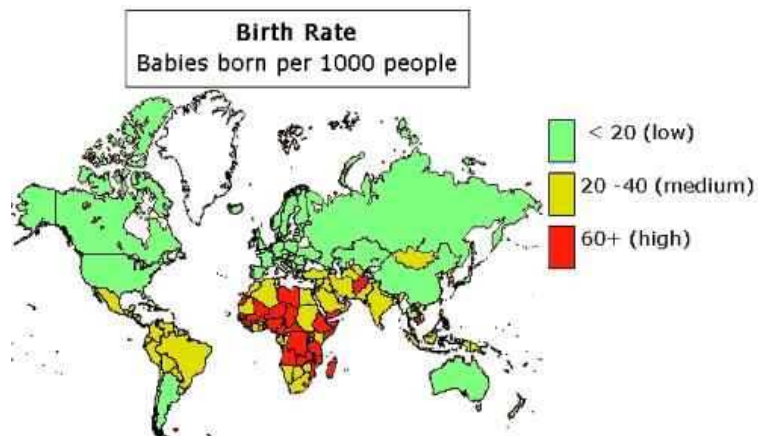 Birth Rate
Babies born per 1000 people
< 20 (low)
20 -40 (medium)
60+ (high)